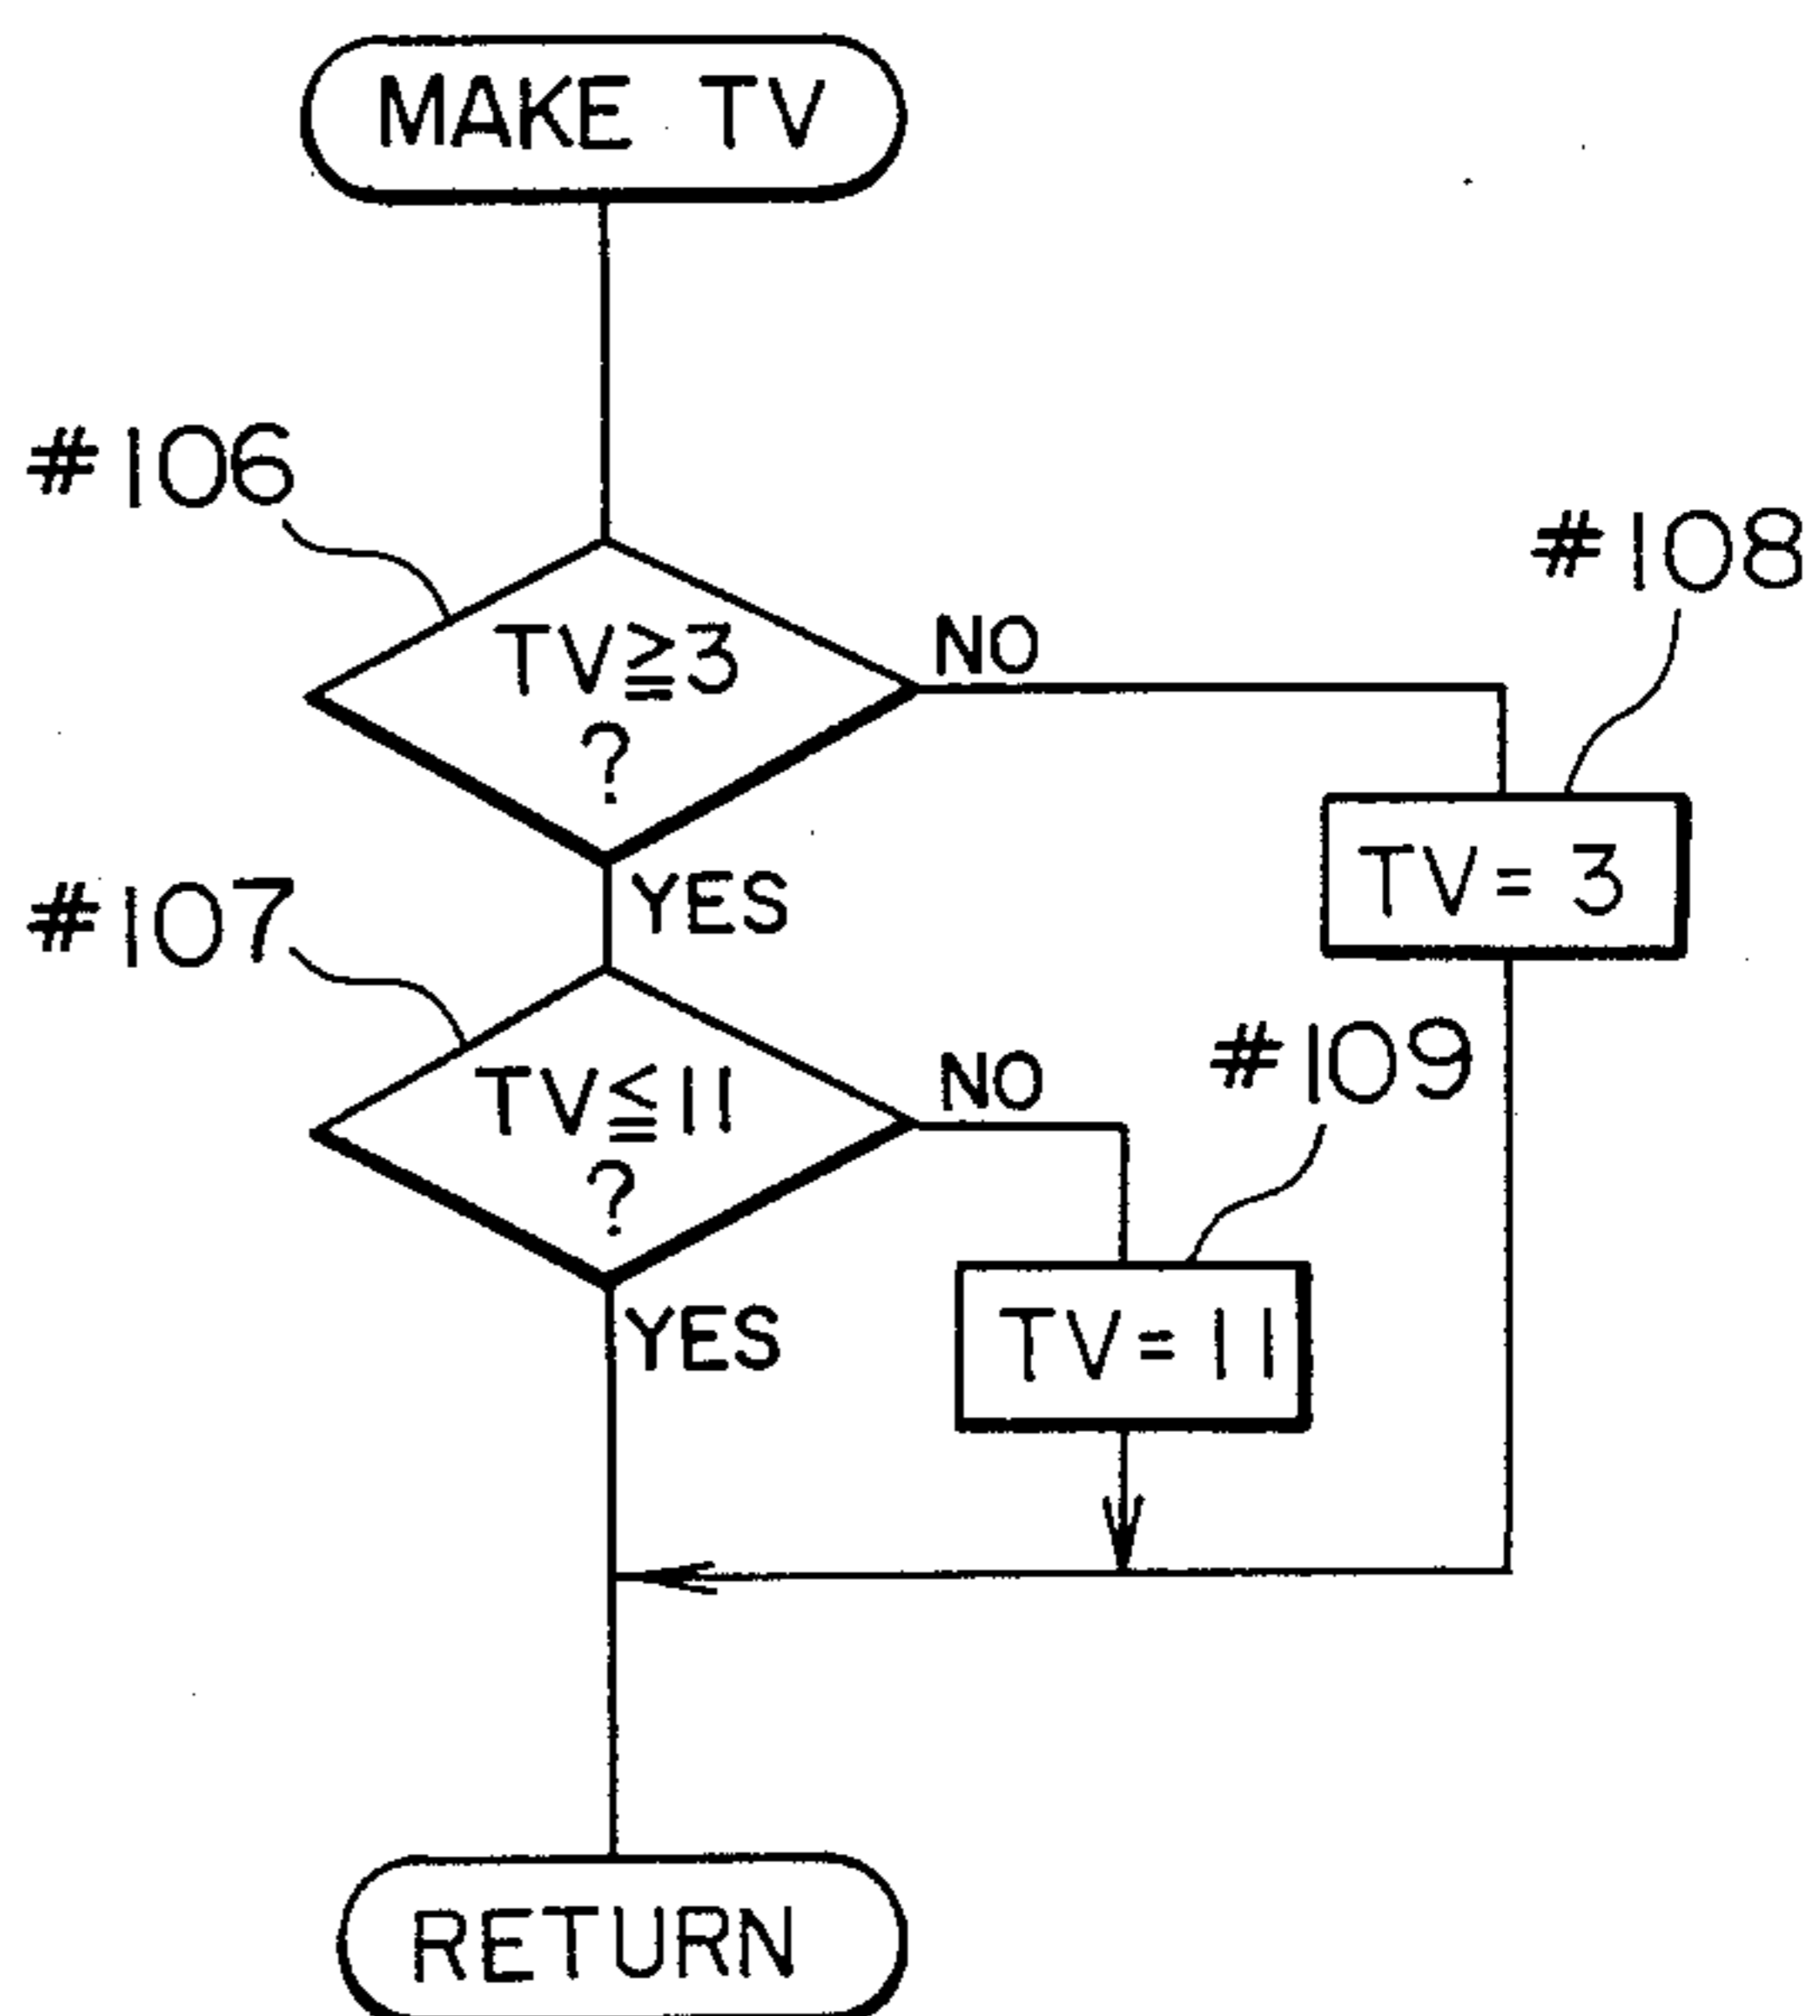 MAKE TV
#106
TV≧3
?
NO
#108
TV=3
YES
#107
TV≦11
?
NO
#109
TV=11
YES
RETURN